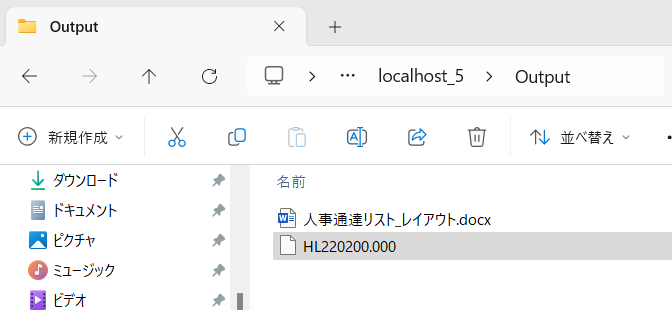 Output
localhost_5 Output
新規作成 並べ替え
ダウンロード
ドキュメント
ピクチャ
ミュージック
ビデオ
名前
人事通達リスト_レイアウト.docx
HL220200.000